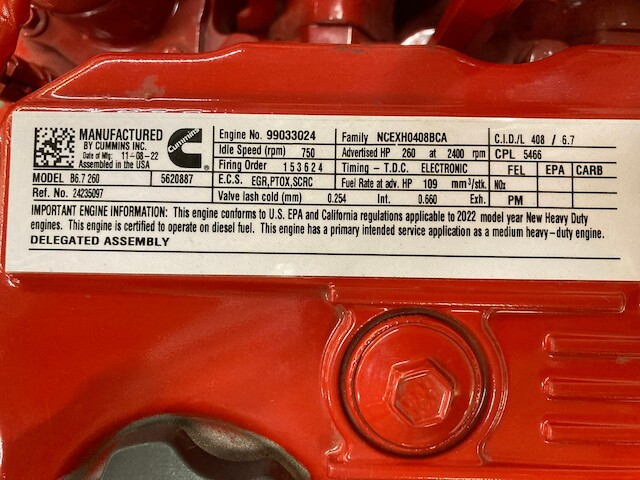 MANUFACTURED
BY CUMMINS INC.
Date of Mfg: 11-08-22
Assembled in the USA
Cummins
MODEL B6.7 260 5620887
Ref. No. 24235097
Engine No. 99033024
Idle Speed (rpm) 750
Firing Order 1 5 3 6 2 4
E.C.S. EGR,PTOX,SCRC
Valve lash cold (mm) 0.254 Int. 0.660 Exh.
Family NCEXH0408BCA
Advertised HP 260 at 2400 rpm
Timing - T.D.C. ELECTRONIC
Fuel Rate at adv. HP 109 mm³/stk.
C.I.D./L 408 / 6.7
CPL 5466
FEL EPA CARB
NOx
PM
IMPORTANT ENGINE INFORMATION: This engine conforms to U.S. EPA and California regulations applicable to 2022 model year New Heavy Duty
engines. This engine is certified to operate on diesel fuel. This engine has a primary intended service application as a medium heavy-duty engine.
DELEGATED ASSEMBLY